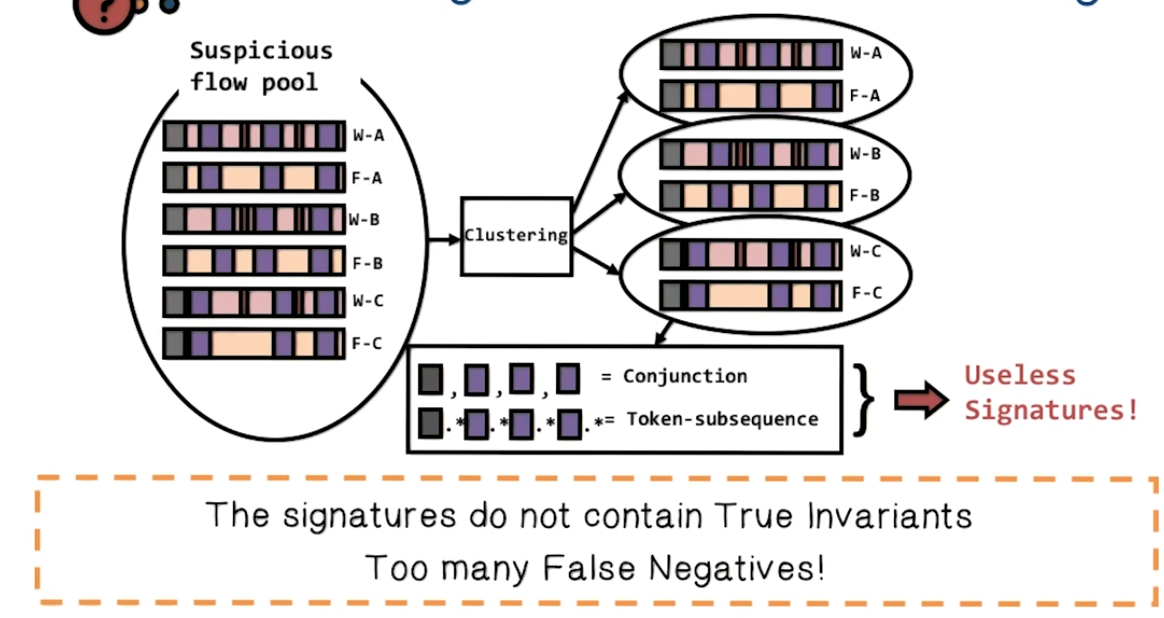 ?
Suspicious
flow pool
W-A
F-A
W-B
F-B
W-C
F-C
Clustering
W-A
F-A
W-B
F-B
W-C
F-C
, , , = Conjunction
.* .* .* .*= Token-subsequence
}
Useless
Signatures!
The signatures do not contain True Invariants
Too many False Negatives!